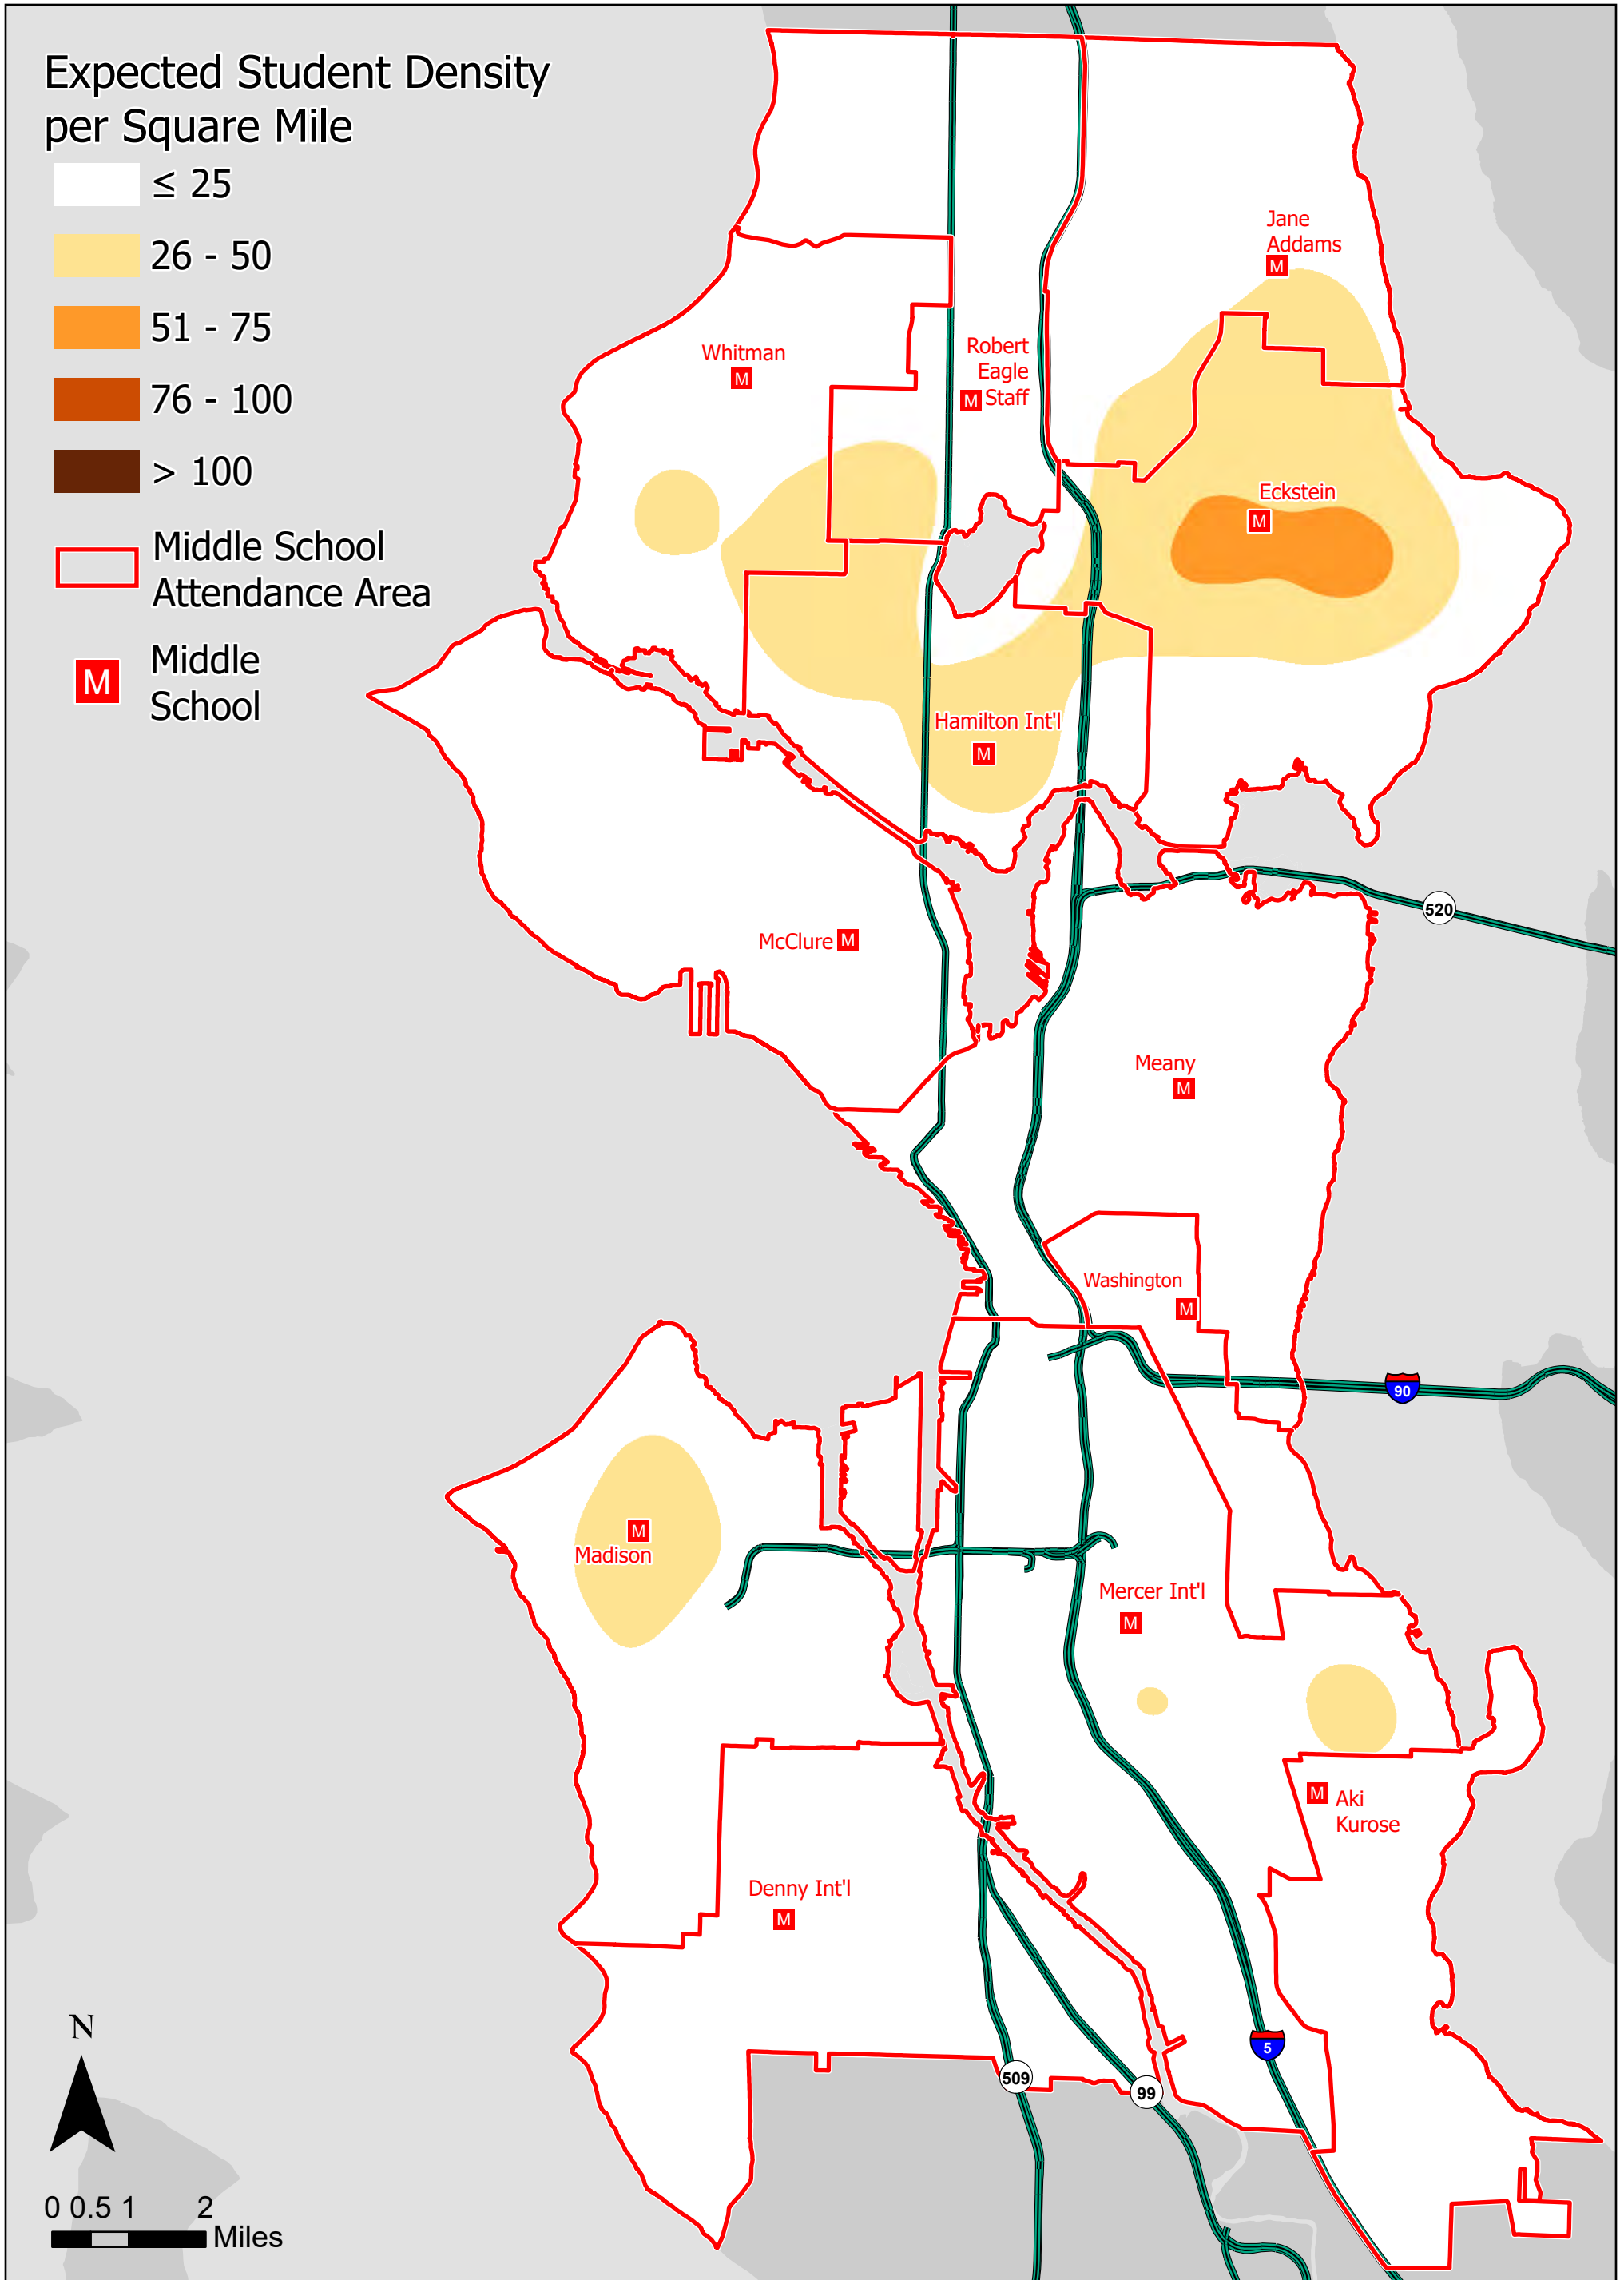 Expected Student Density
per Square Mile
≤ 25
26 - 50
51 - 75
76 - 100
> 100
Middle School
Attendance Area
M
Middle
School
Jane
Addams
M
Whitman
M
Robert
Eagle
M Staff
Eckstein
M
Hamilton Int'l
M
520
McClure M
Meany
M
Washington
M
90
M
Madison
Mercer Int'l
M
M Aki
Kurose
Denny Int'l
M
N
5
509
99
0 0.5 1 2
Miles